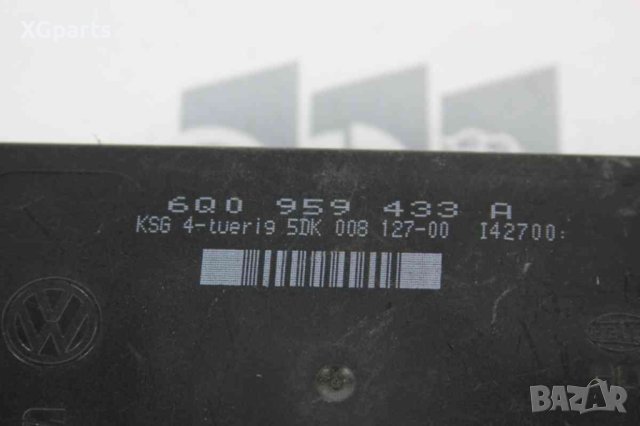 XGparts
6Q0 959 433 A
KSG 4-tuerig 5DK 008 127-00 I42700:
BAZAR